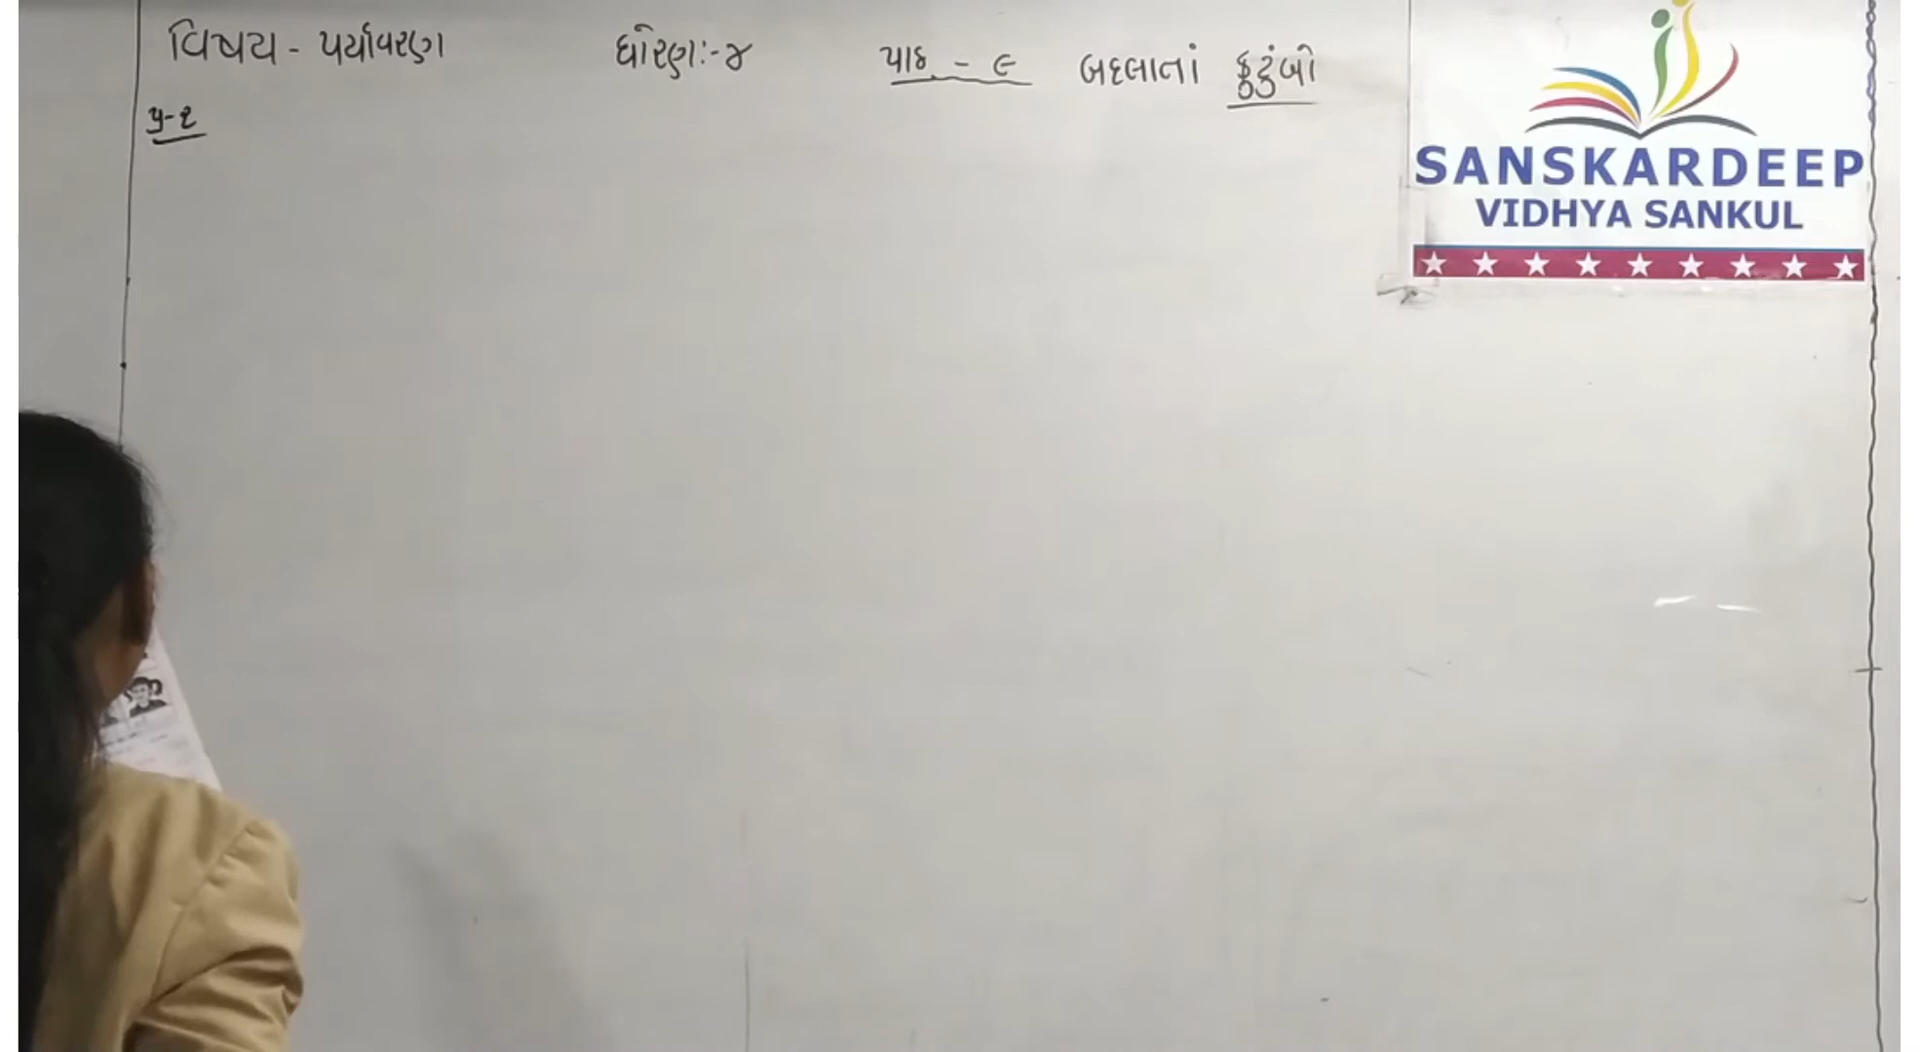 વિષય - પર્યાવરણ ધોરણઃ-૪ પાઠ - ૯ બદલાતાં કુટુંબો
પ્ર-૨
SANSKARDEEP
VIDHYA SANKUL